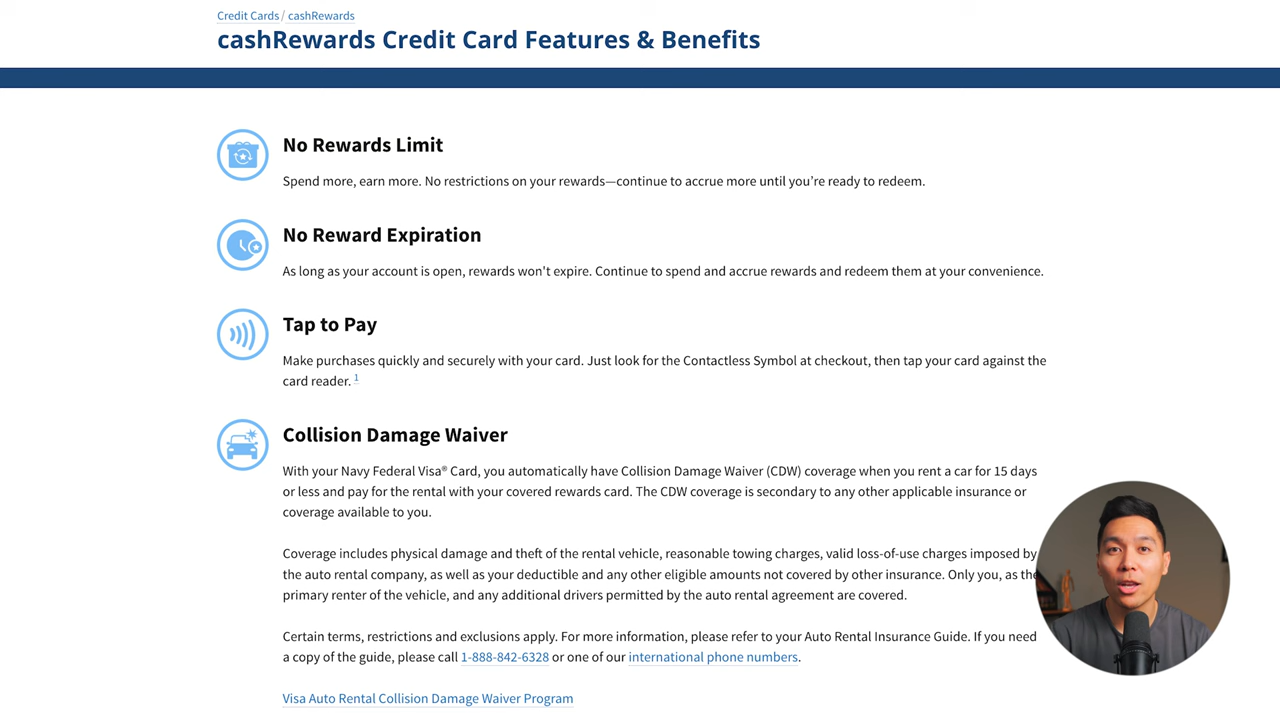 Credit Cards / cashRewards
cashRewards Credit Card Features & Benefits
No Rewards Limit
Spend more, earn more. No restrictions on your rewards—continue to accrue more until you're ready to redeem.
No Reward Expiration
As long as your account is open, rewards won't expire. Continue to spend and accrue rewards and redeem them at your convenience.
Tap to Pay
Make purchases quickly and securely with your card. Just look for the Contactless Symbol at checkout, then tap your card against the
card reader. 1
Collision Damage Waiver
With your Navy Federal Visa® Card, you automatically have Collision Damage Waiver (CDW) coverage when you rent a car for 15 days
or less and pay for the rental with your covered rewards card. The CDW coverage is secondary to any other applicable insurance or
coverage available to you.
Coverage includes physical damage and theft of the rental vehicle, reasonable towing charges, valid loss-of-use charges imposed by
the auto rental company, as well as your deductible and any other eligible amounts not covered by other insurance. Only you, as the
primary renter of the vehicle, and any additional drivers permitted by the auto rental agreement are covered.
Certain terms, restrictions and exclusions apply. For more information, please refer to your Auto Rental Insurance Guide. If you need
a copy of the guide, please call 1-888-842-6328 or one of our international phone numbers.
Visa Auto Rental Collision Damage Waiver Program